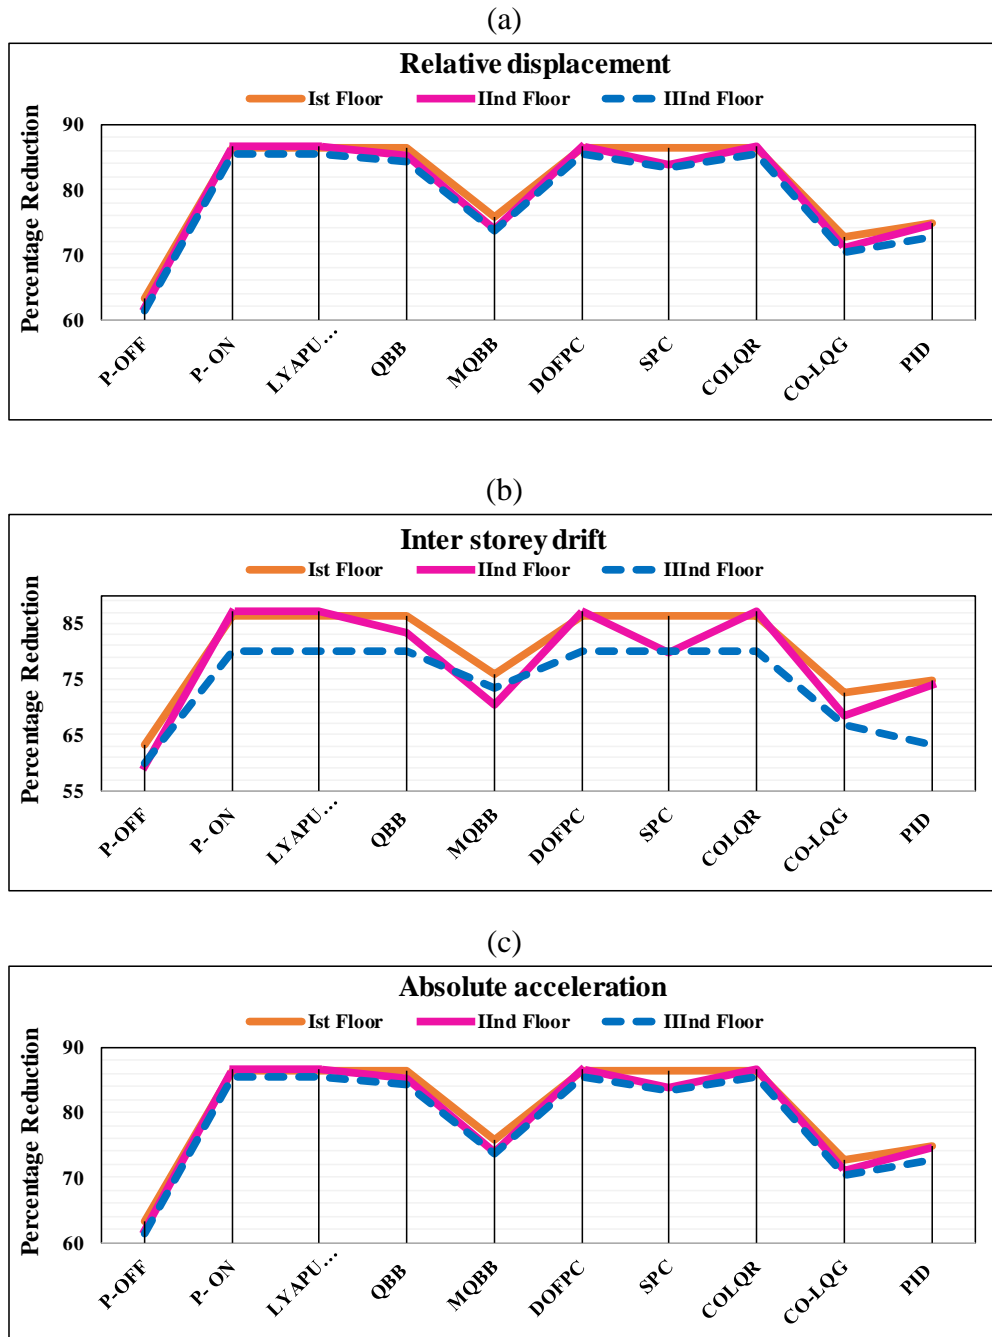 (a)
Relative displacement
Ist Floor IInd Floor IIInd Floor
Percentage Reduction
90
80
70
60
P-OFF P- ON LYAPU… QBB MQBB DOFPC SPC COLQR CO-LQG PID
(b)
Inter storey drift
Ist Floor IInd Floor IIInd Floor
Percentage Reduction
85
75
65
55
P-OFF P- ON LYAPU… QBB MQBB DOFPC SPC COLQR CO-LQG PID
(c)
Absolute acceleration
Ist Floor IInd Floor IIInd Floor
Percentage Reduction
90
80
70
60
P-OFF P- ON LYAPU… QBB MQBB DOFPC SPC COLQR CO-LQG PID